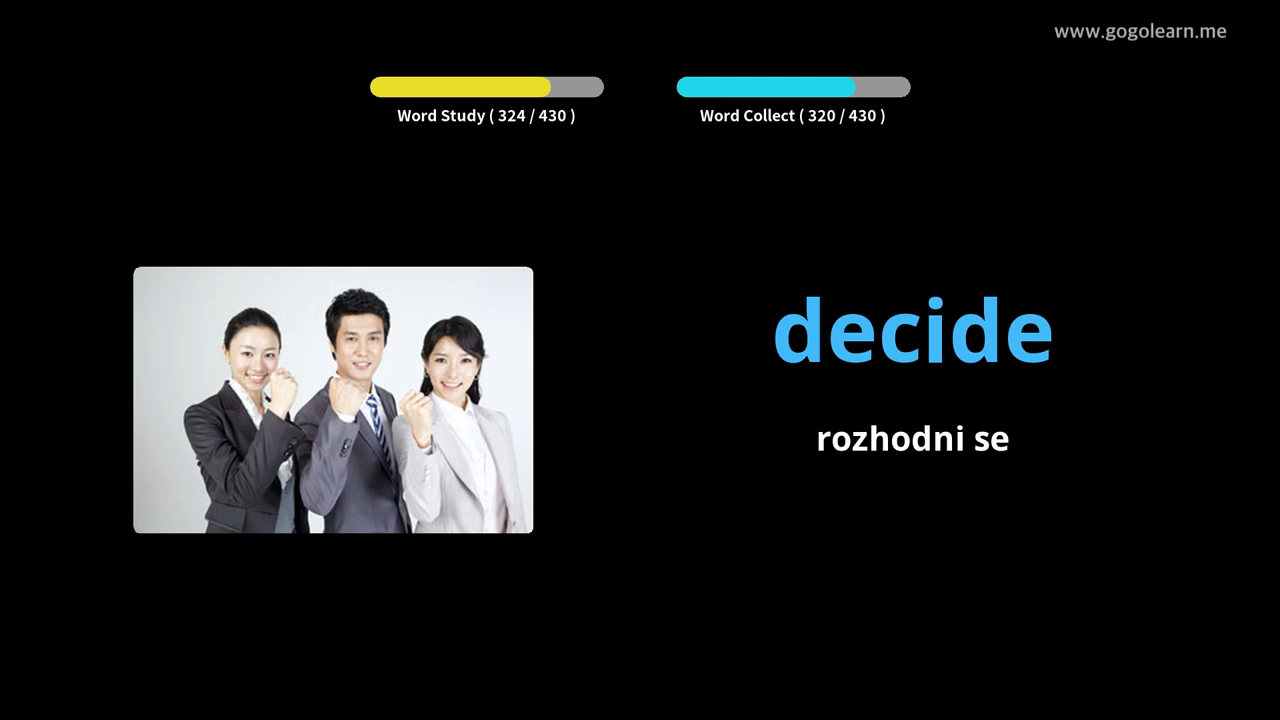 www.gogolearn.me
Word Study ( 324 / 430 )
Word Collect ( 320 / 430 )
decide
rozhodni se